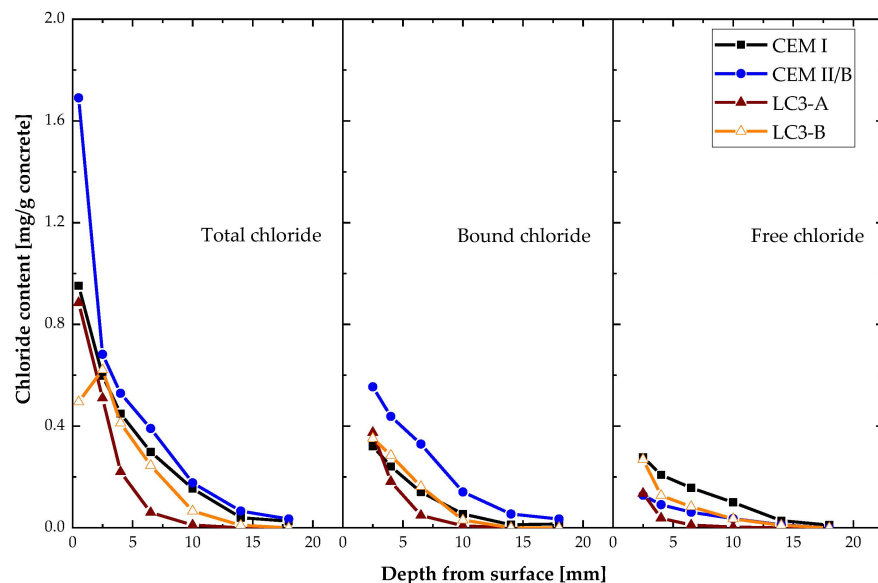 Chloride content [mg/g concrete]
2.0
1.6
1.2
0.8
0.4
0.0
Total chloride
Bound chloride
Free chloride
CEM I
CEM II/B
LC3-A
LC3-B
0 5 10 15 20 0 5 10 15 20 0 5 10 15 20
Depth from surface [mm]